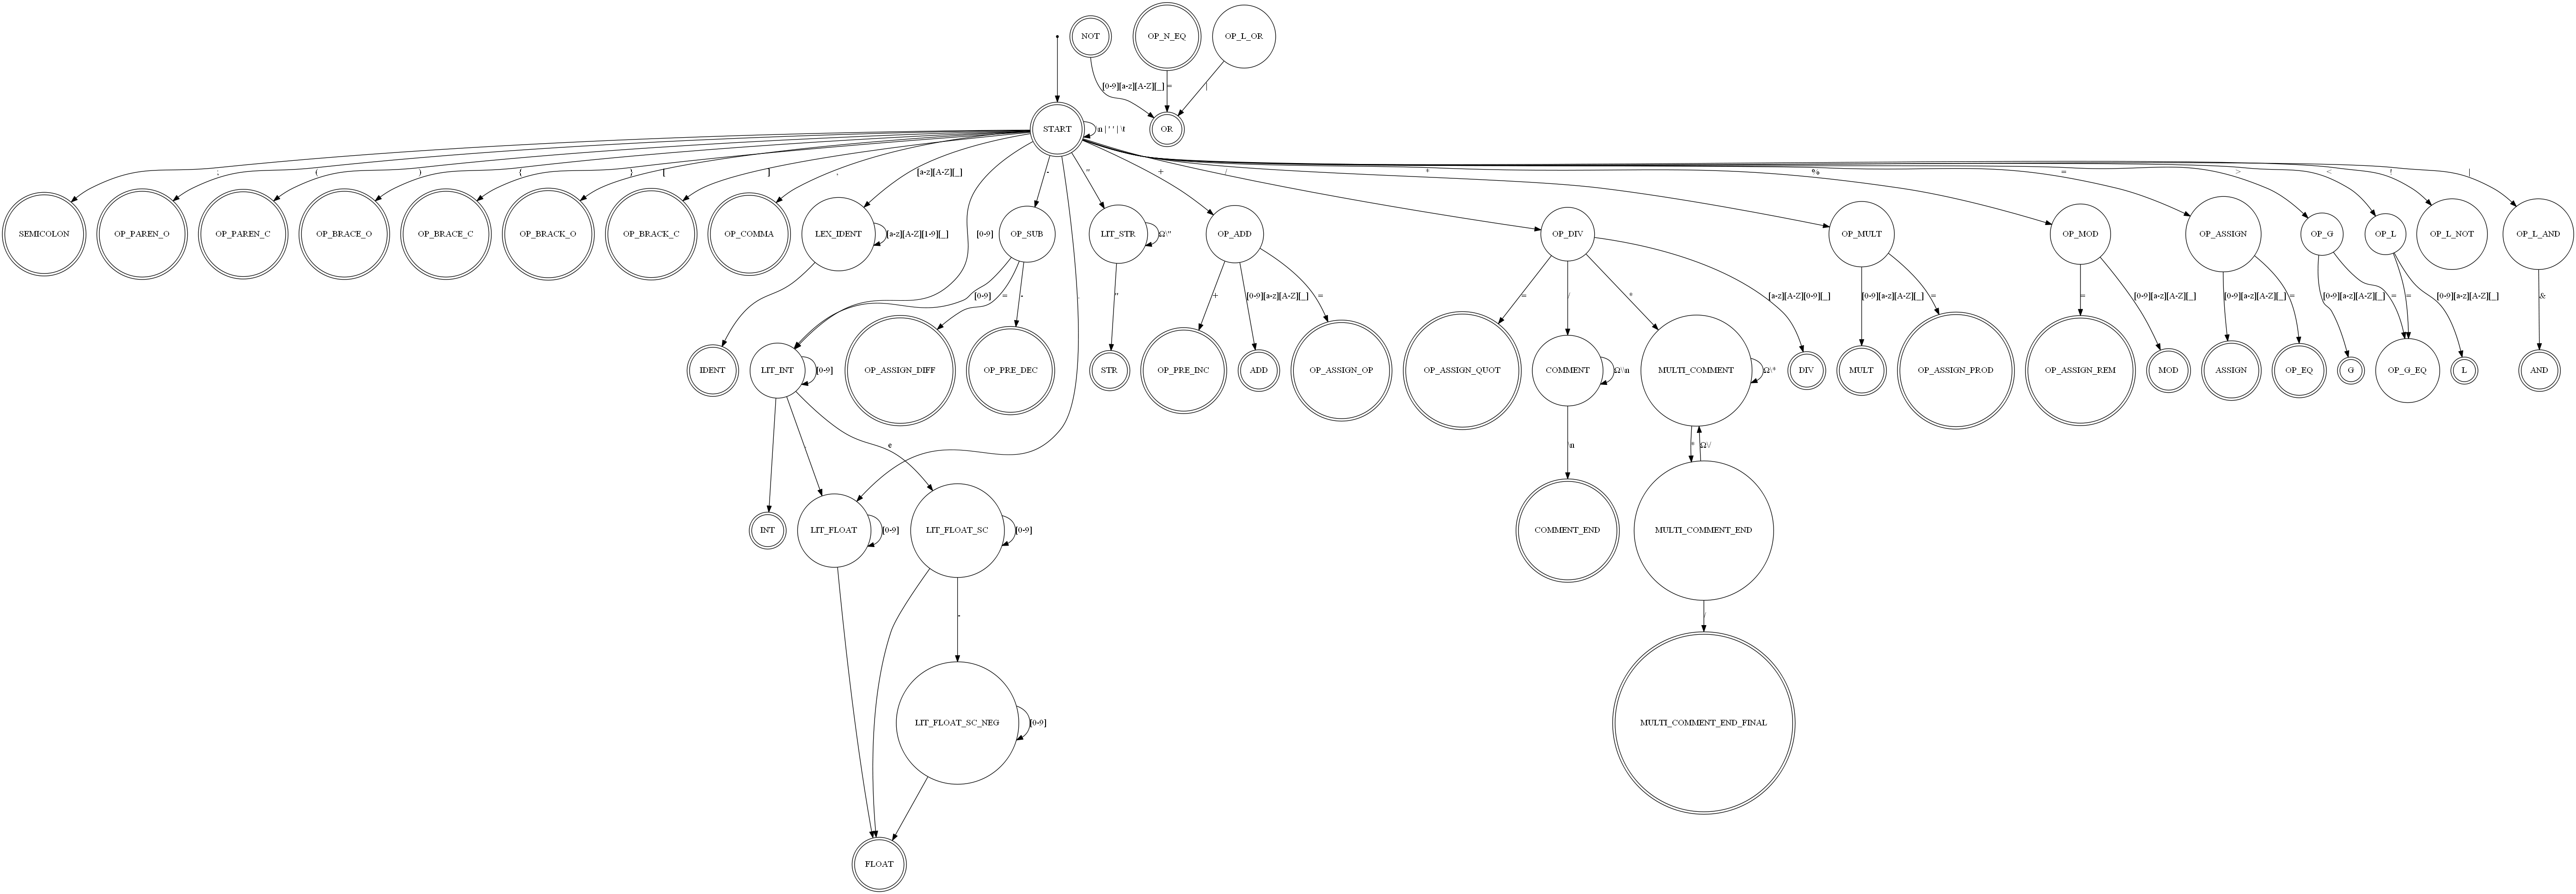 NOT
OP_N_EQ
OP_L_OR
[0-9][a-z][A-Z][_]
=
|
START
\n | ' ' | \t
OR
;
(
)
{
}
[
]
,
[a-z][A-Z][_]
[0-9]
-
.
"
+
/
*
%
=
>
<
!
|
SEMICOLON
OP_PAREN_O
OP_PAREN_C
OP_BRACE_O
OP_BRACE_C
OP_BRACK_O
OP_BRACK_C
OP_COMMA
LEX_IDENT
[a-z][A-Z][1-9][_]
OP_SUB
LIT_STR
Ω\"
OP_ADD
OP_DIV
OP_MULT
OP_MOD
OP_ASSIGN
OP_G
OP_L
OP_L_NOT
OP_L_AND
[0-9]
=
-
"
+
[0-9][a-z][A-Z][_]
=
=
/
*
[a-z][A-Z][0-9][_]
[0-9][a-z][A-Z][_]
=
=
[0-9][a-z][A-Z][_]
[0-9][a-z][A-Z][_]
=
[0-9][a-z][A-Z][_]
=
=
[0-9][a-z][A-Z][_]
&
IDENT
LIT_INT
[0-9]
OP_ASSIGN_DIFF
OP_PRE_DEC
STR
OP_PRE_INC
ADD
OP_ASSIGN_OP
OP_ASSIGN_QUOT
COMMENT
Ω\\n
MULTI_COMMENT
Ω\*
DIV
MULT
OP_ASSIGN_PROD
OP_ASSIGN_REM
MOD
ASSIGN
OP_EQ
G
OP_G_EQ
L
AND
.
e
\n
*
Ω\/
INT
LIT_FLOAT
[0-9]
LIT_FLOAT_SC
[0-9]
COMMENT_END
MULTI_COMMENT_END
-
/
LIT_FLOAT_SC_NEG
[0-9]
MULTI_COMMENT_END_FINAL
FLOAT